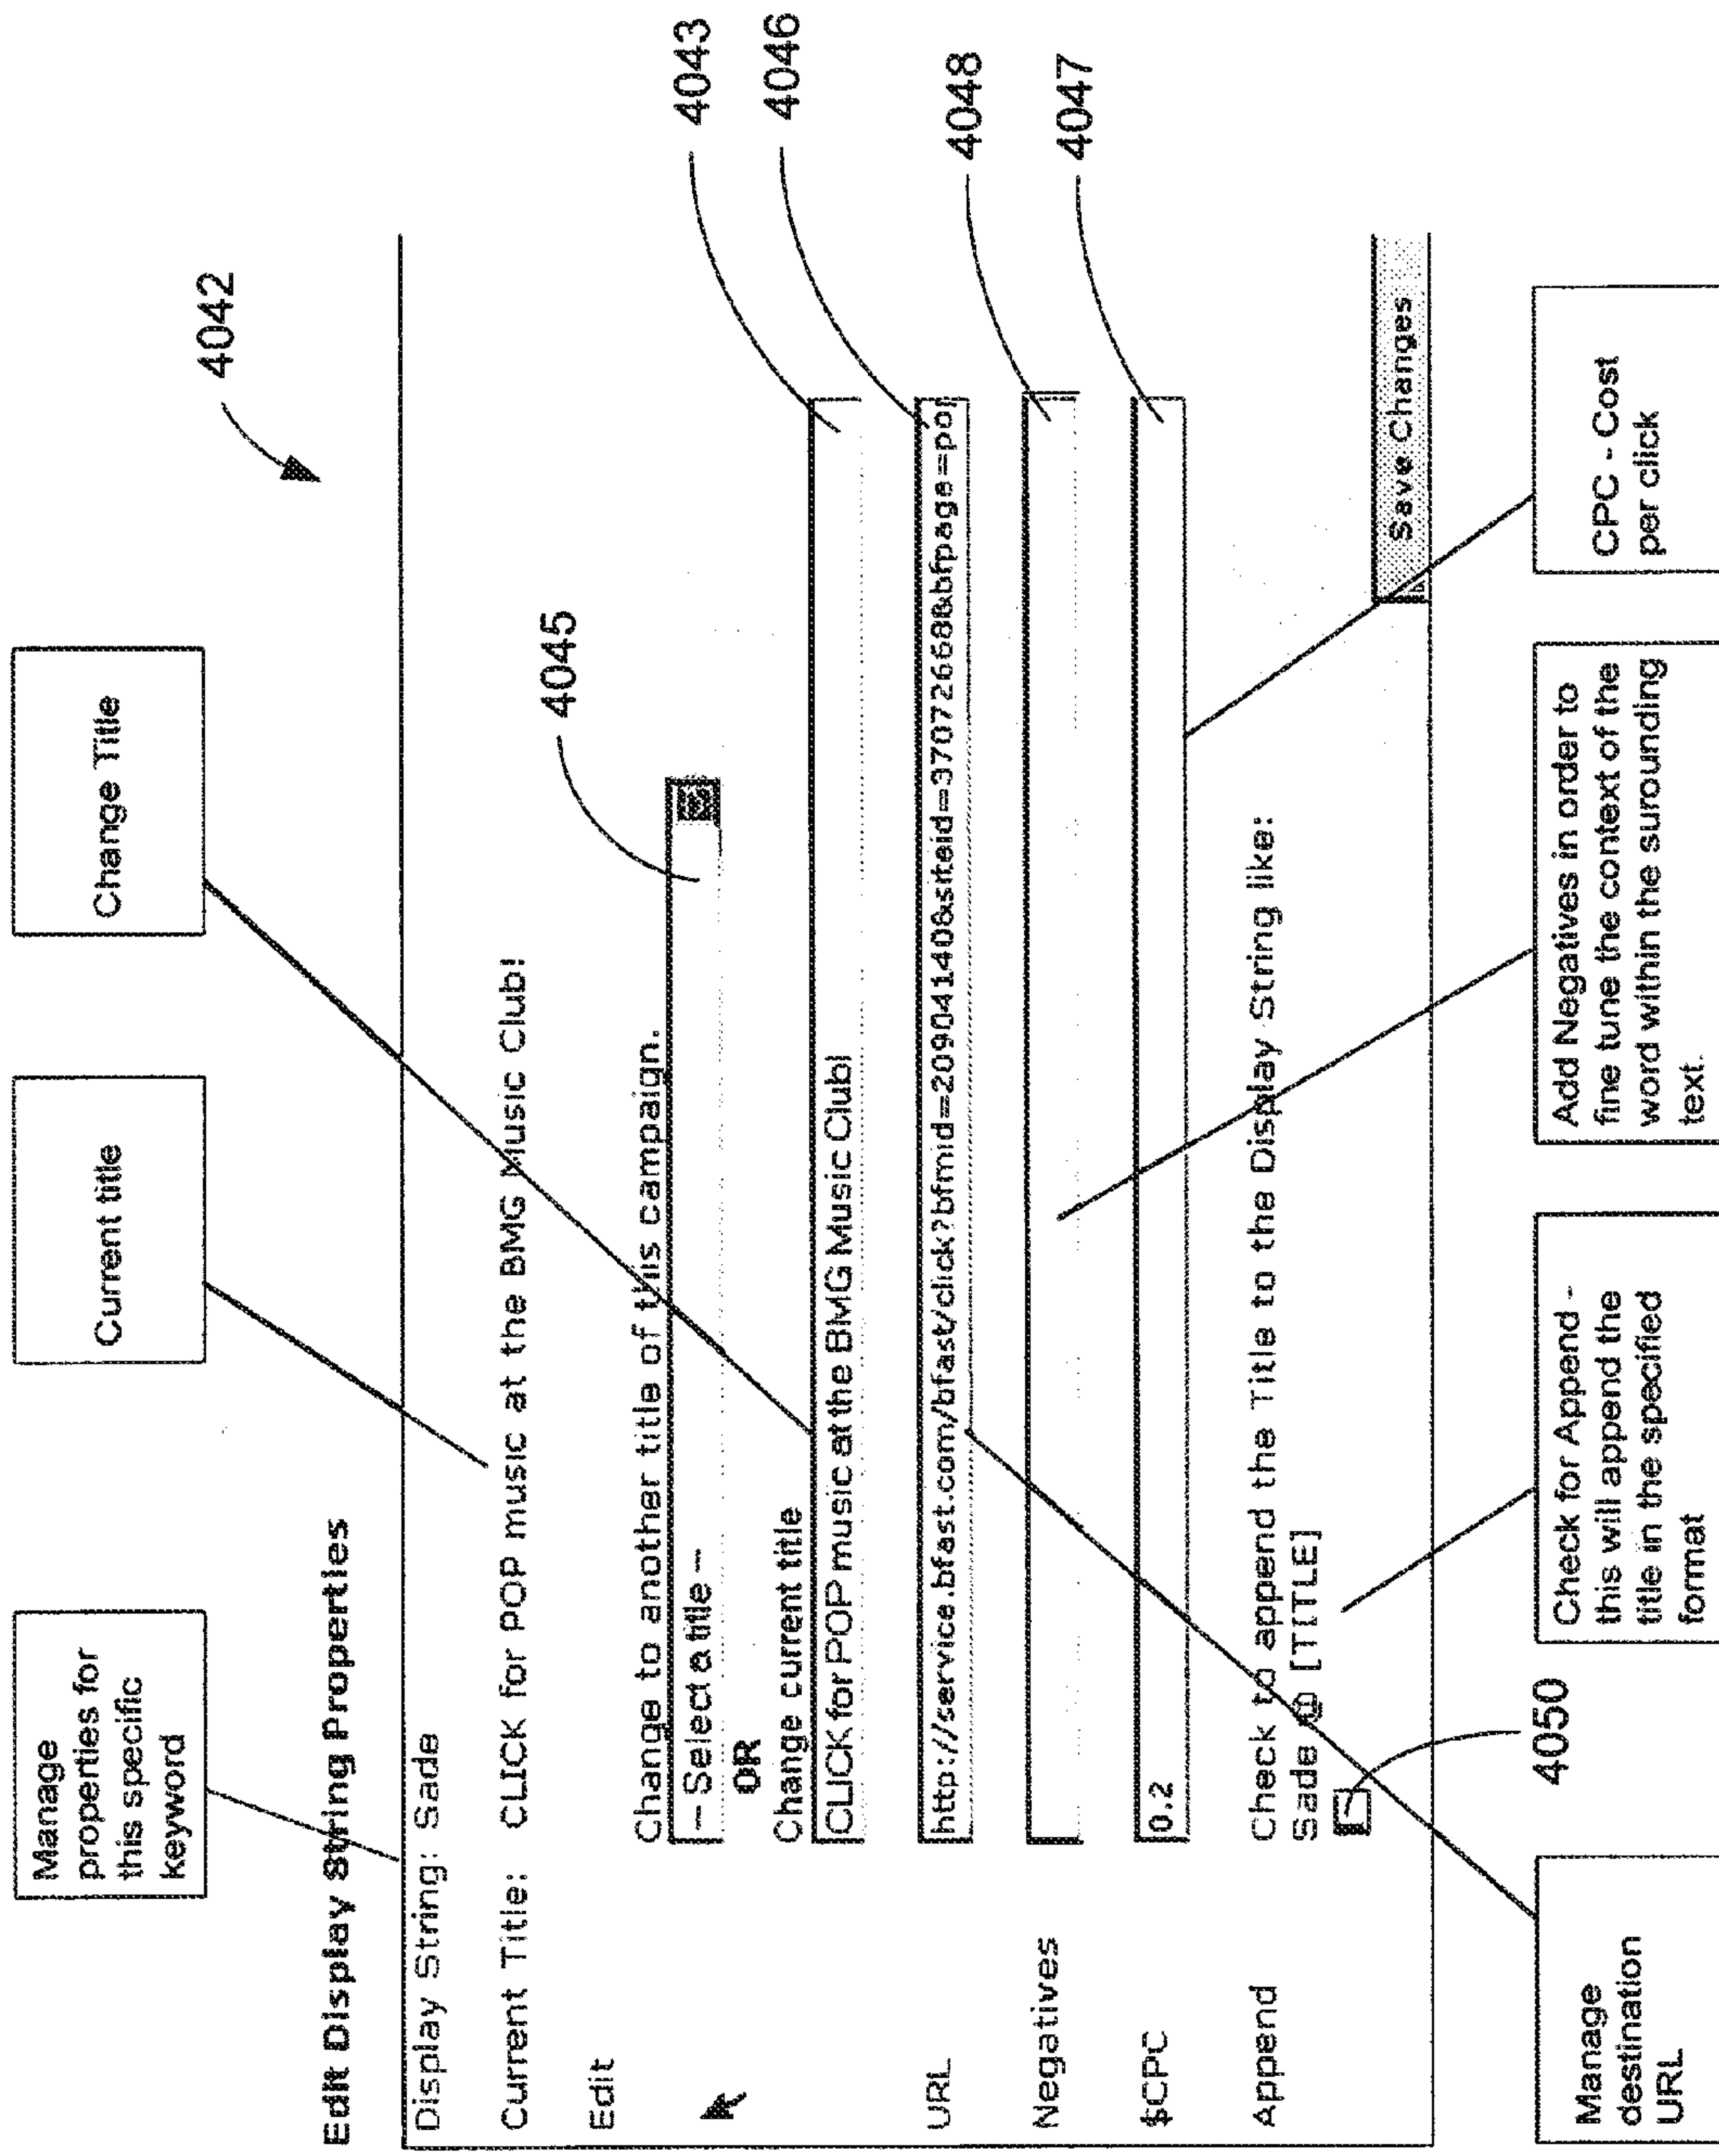 Manage
properties for
this specific
keyword
Current title
Change Title
4042
Edit Display String Properties
Display String: Sade
Current Title: CLICK for POP music at the BMG Music Club!
Edit
Change to another title of this campaign.
-- Select a title --
4045
OR
Change current title
CLICK for POP music at the BMG Music Club!
4043
URL
http://service.bfast.com/bfast/click?bfmid=20904140&siteid=37072668&bfpage=pop
4046
Negatives
4048
$CPC
0.2
4047
Append
Check to append the Title to the Display String like:
Sade @ [TITLE]
4050
Save Changes
Manage
destination
URL
Check for Append -
this will append the
title in the specified
format
Add Negatives in order to
fine tune the context of the
word within the surounding
text.
CPC - Cost
per click